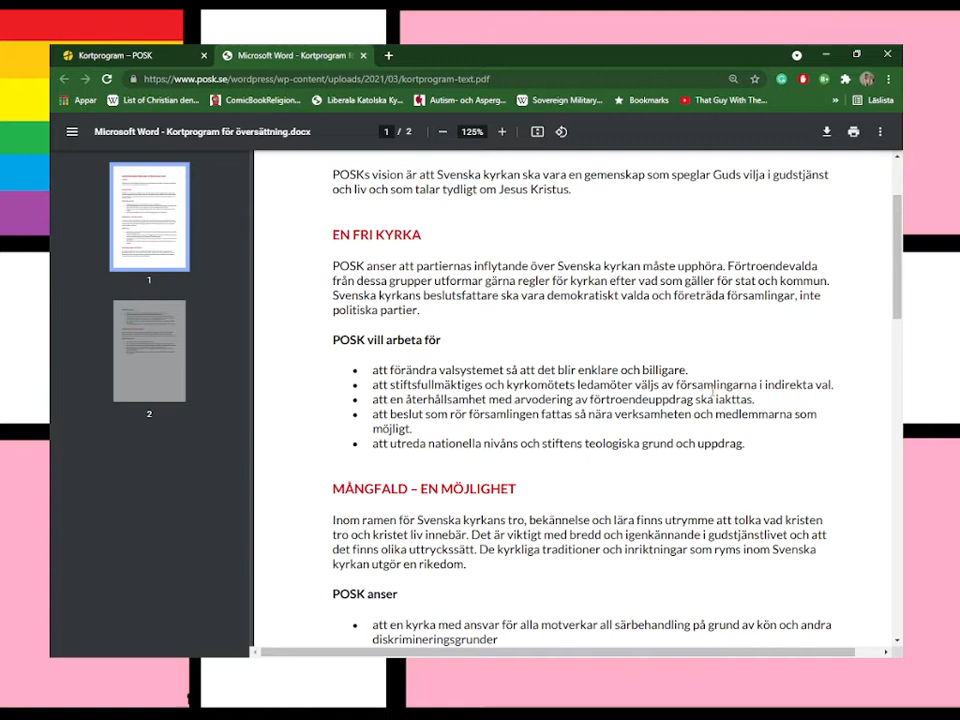 Kortprogram – POSK
Microsoft Word - Kortprogram f
https://www.posk.se/wordpress/wp-content/uploads/2021/03/kortprogram-text.pdf
Appar
List of Christian den...
ComicBookReligion...
Liberala Katolska Ky...
Autism- och Asperg...
Sovereign Military...
Bookmarks
That Guy With The...
»
Läslista
Microsoft Word - Kortprogram för översättning.docx
1 / 2
125%
1
2
POSKs vision är att Svenska kyrkan ska vara en gemenskap som speglar Guds vilja i gudstjänst
och liv och som talar tydligt om Jesus Kristus.
EN FRI KYRKA
POSK anser att partiernas inflytande över Svenska kyrkan måste upphöra. Förtroendevalda
från dessa grupper utformar gärna regler för kyrkan efter vad som gäller för stat och kommun.
Svenska kyrkans beslutsfattare ska vara demokratiskt valda och företräda församlingar, inte
politiska partier.
POSK vill arbeta för
• att förändra valsystemet så att det blir enklare och billigare.
• att stiftsfullmäktiges och kyrkomötets ledamöter väljs av församlingarna i indirekta val.
• att en återhållsamhet med arvodering av förtroendeuppdrag ska iakttas.
• att beslut som rör församlingen fattas så nära verksamheten och medlemmarna som
möjligt.
• att utreda nationella nivåns och stiftens teologiska grund och uppdrag.
MÅNGFALD – EN MÖJLIGHET
Inom ramen för Svenska kyrkans tro, bekännelse och lära finns utrymme att tolka vad kristen
tro och kristet liv innebär. Det är viktigt med bredd och igenkännande i gudstjänstlivet och att
det finns olika uttryckssätt. De kyrkliga traditioner och inriktningar som ryms inom Svenska
kyrkan utgör en rikedom.
POSK anser
• att en kyrka med ansvar för alla motverkar all särbehandling på grund av kön och andra
diskrimineringsgrunder